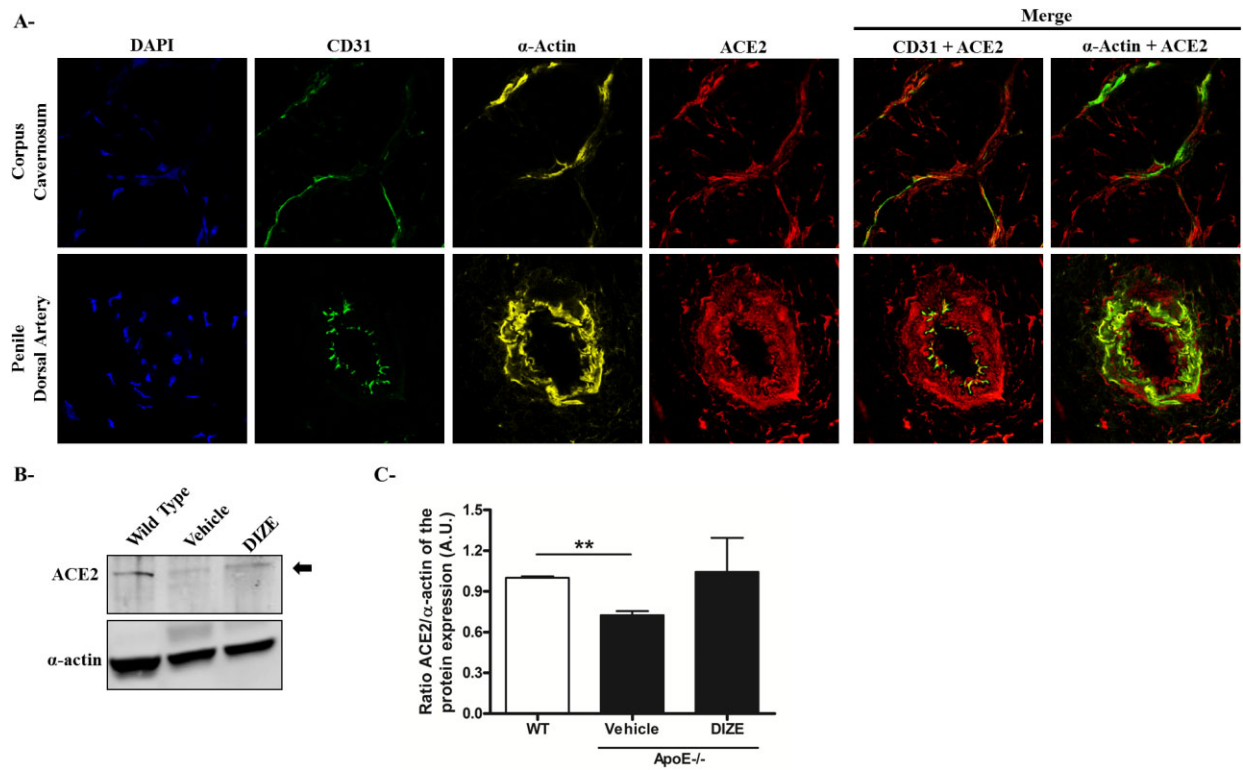 A-
Merge
DAPI CD31 α-Actin ACE2 CD31 + ACE2 α-Actin + ACE2
Corpus
Cavernosum
Penile
Dorsal Artery
B-
Wild Type Vehicle DIZE
ACE2
α-actin
C-
Ratio ACE2/α-actin of the
protein expression (A.U.)
1.5
1.2
0.9
0.6
0.3
0.0
**
WT Vehicle DIZE
ApoE-/-